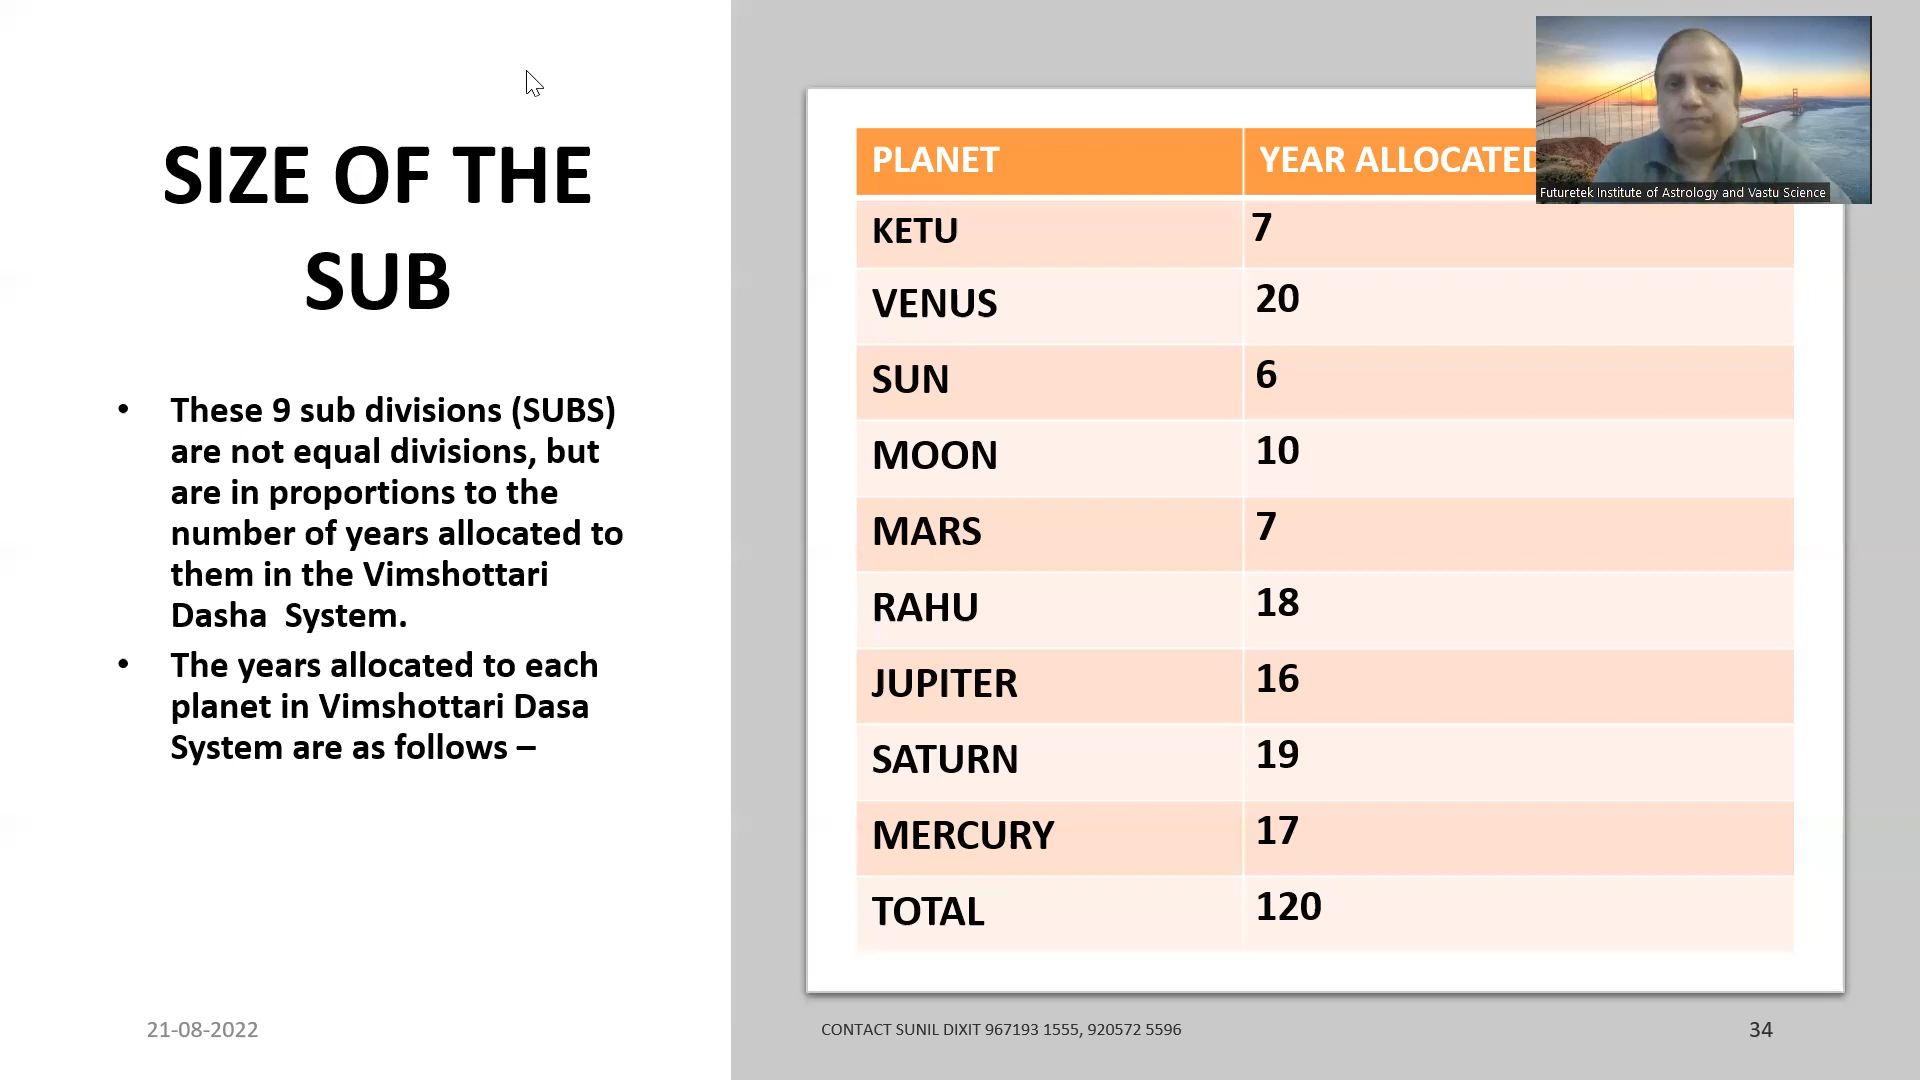 SIZE OF THE
SUB
• These 9 sub divisions (SUBS)
are not equal divisions, but
are in proportions to the
number of years allocated to
them in the Vimshottari
Dasha  System.
• The years allocated to each
planet in Vimshottari Dasa
System are as follows –
PLANET YEAR ALLOCATED
KETU 7
VENUS 20
SUN 6
MOON 10
MARS 7
RAHU 18
JUPITER 16
SATURN 19
MERCURY 17
TOTAL 120
Futuretek Institute of Astrology and Vastu Science
21-08-2022
CONTACT SUNIL DIXIT 967193 1555, 920572 5596
34